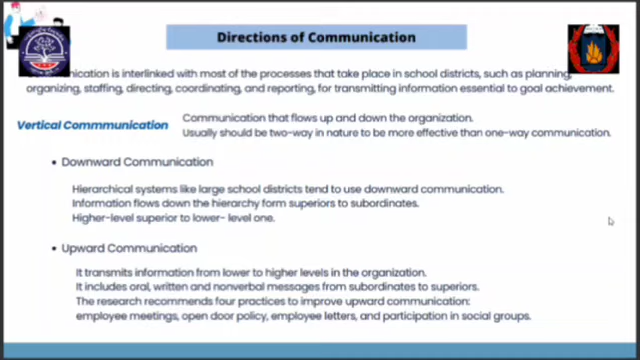 Directions of Communication
is interlinked with most of the processes that take place in school districts, such as planning,
organizing, staffing, directing, coordinating, and reporting, for transmitting information essential to goal achievement.
Vertical Commmunication
Communication that flows up and down the organization.
Usually should be two-way in nature to be more effective than one-way communication.
• Downward Communication
Hierarchical systems like large school districts tend to use downward communication.
Information flows down the hierarchy form superiors to subordinates.
Higher-level superior to lower- level one.
• Upward Communication
It transmits information from lower to higher levels in the organization.
It includes oral, written and nonverbal messages from subordinates to superiors.
The research recommends four practices to improve upward communication:
employee meetings, open door policy, employee letters, and participation in social groups.